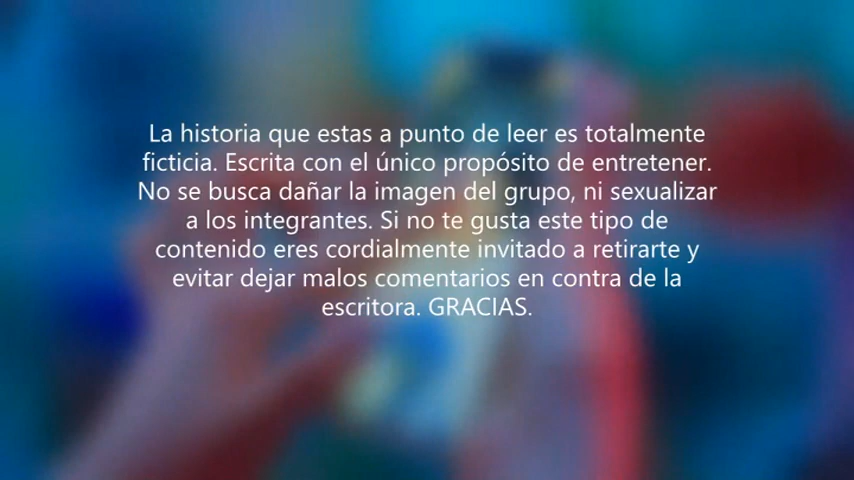 La historia que estas a punto de leer es totalmente
ficticia. Escrita con el único propósito de entretener.
No se busca dañar la imagen del grupo, ni sexualizar
a los integrantes. Si no te gusta este tipo de
contenido eres cordialmente invitado a retirarte y
evitar dejar malos comentarios en contra de la
escritora. GRACIAS.